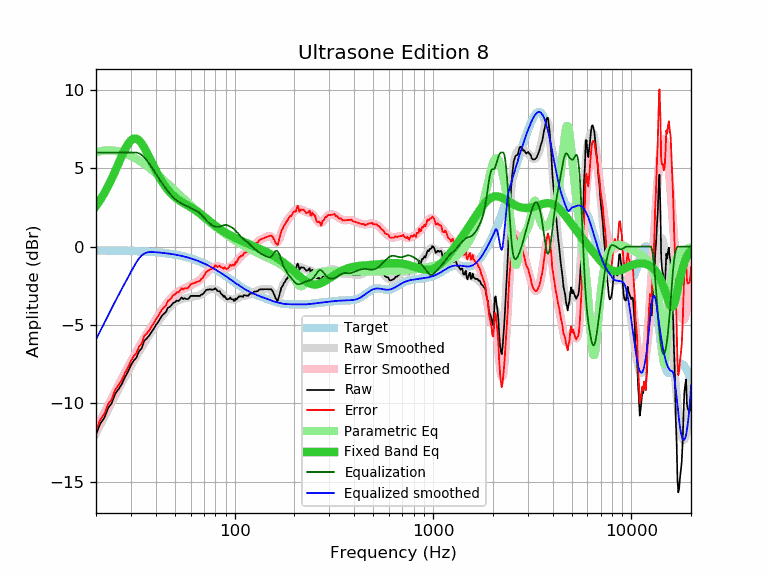 Ultrasone Edition 8
10
5
0
−5
−10
−15
Amplitude (dBr)
Target
Raw Smoothed
Error Smoothed
Raw
Error
Parametric Eq
Fixed Band Eq
Equalization
Equalized smoothed
100
1000
10000
Frequency (Hz)